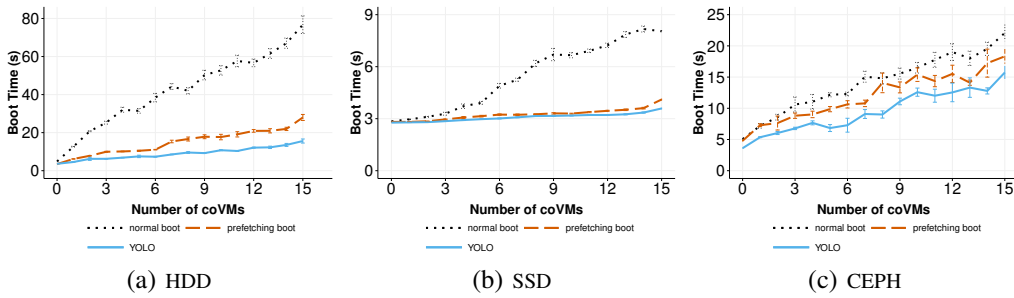 Boot Time (s)
80
60
40
20
0
0 3 6 9 12 15
Number of coVMs
normal boot prefetching boot
YOLO
(a) HDD
Boot Time (s)
9
6
3
0
0 3 6 9 12 15
Number of coVMs
normal boot prefetching boot
YOLO
(b) SSD
Boot Time (s)
25
20
15
10
5
0
0 3 6 9 12 15
Number of coVMs
normal boot prefetching boot
YOLO
(c) CEPH